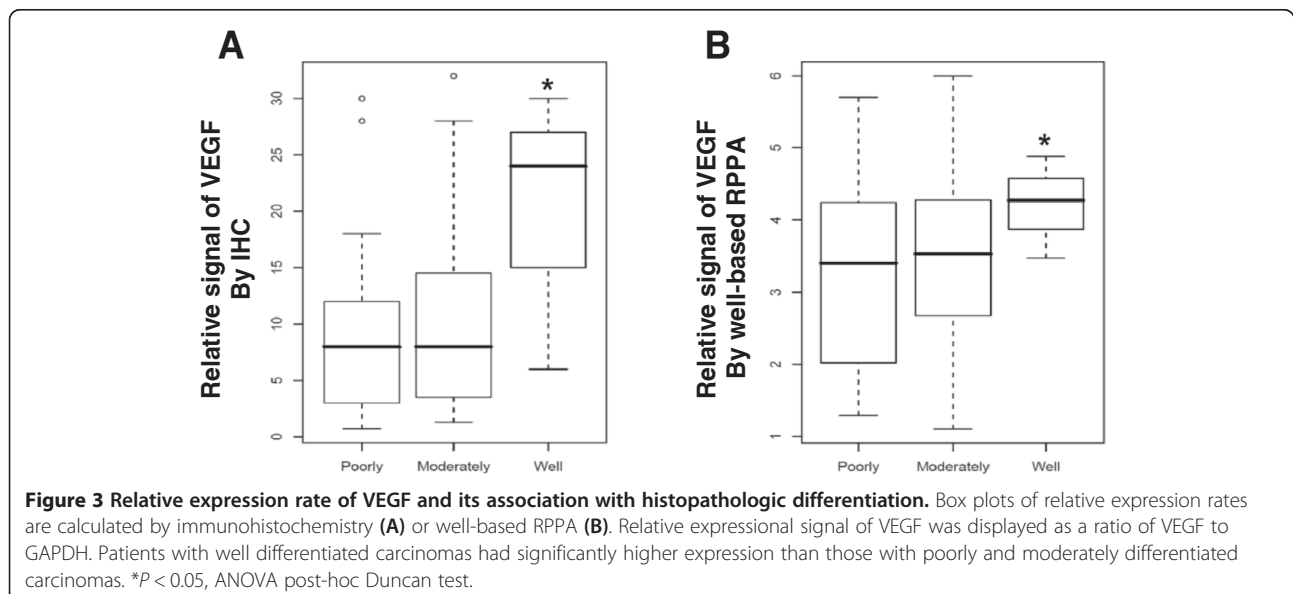 A
B
Relative signal of VEGF
By IHC
0 5 10 15 20 25 30
*
Poorly Moderately Well
Relative signal of VEGF
By well-based RPPA
1 2 3 4 5 6
*
Poorly Moderately Well
Figure 3 Relative expression rate of VEGF and its association with histopathologic differentiation. Box plots of relative expression rates
are calculated by immunohistochemistry (A) or well-based RPPA (B). Relative expressional signal of VEGF was displayed as a ratio of VEGF to
GAPDH. Patients with well differentiated carcinomas had significantly higher expression than those with poorly and moderately differentiated
carcinomas. *P < 0.05, ANOVA post-hoc Duncan test.